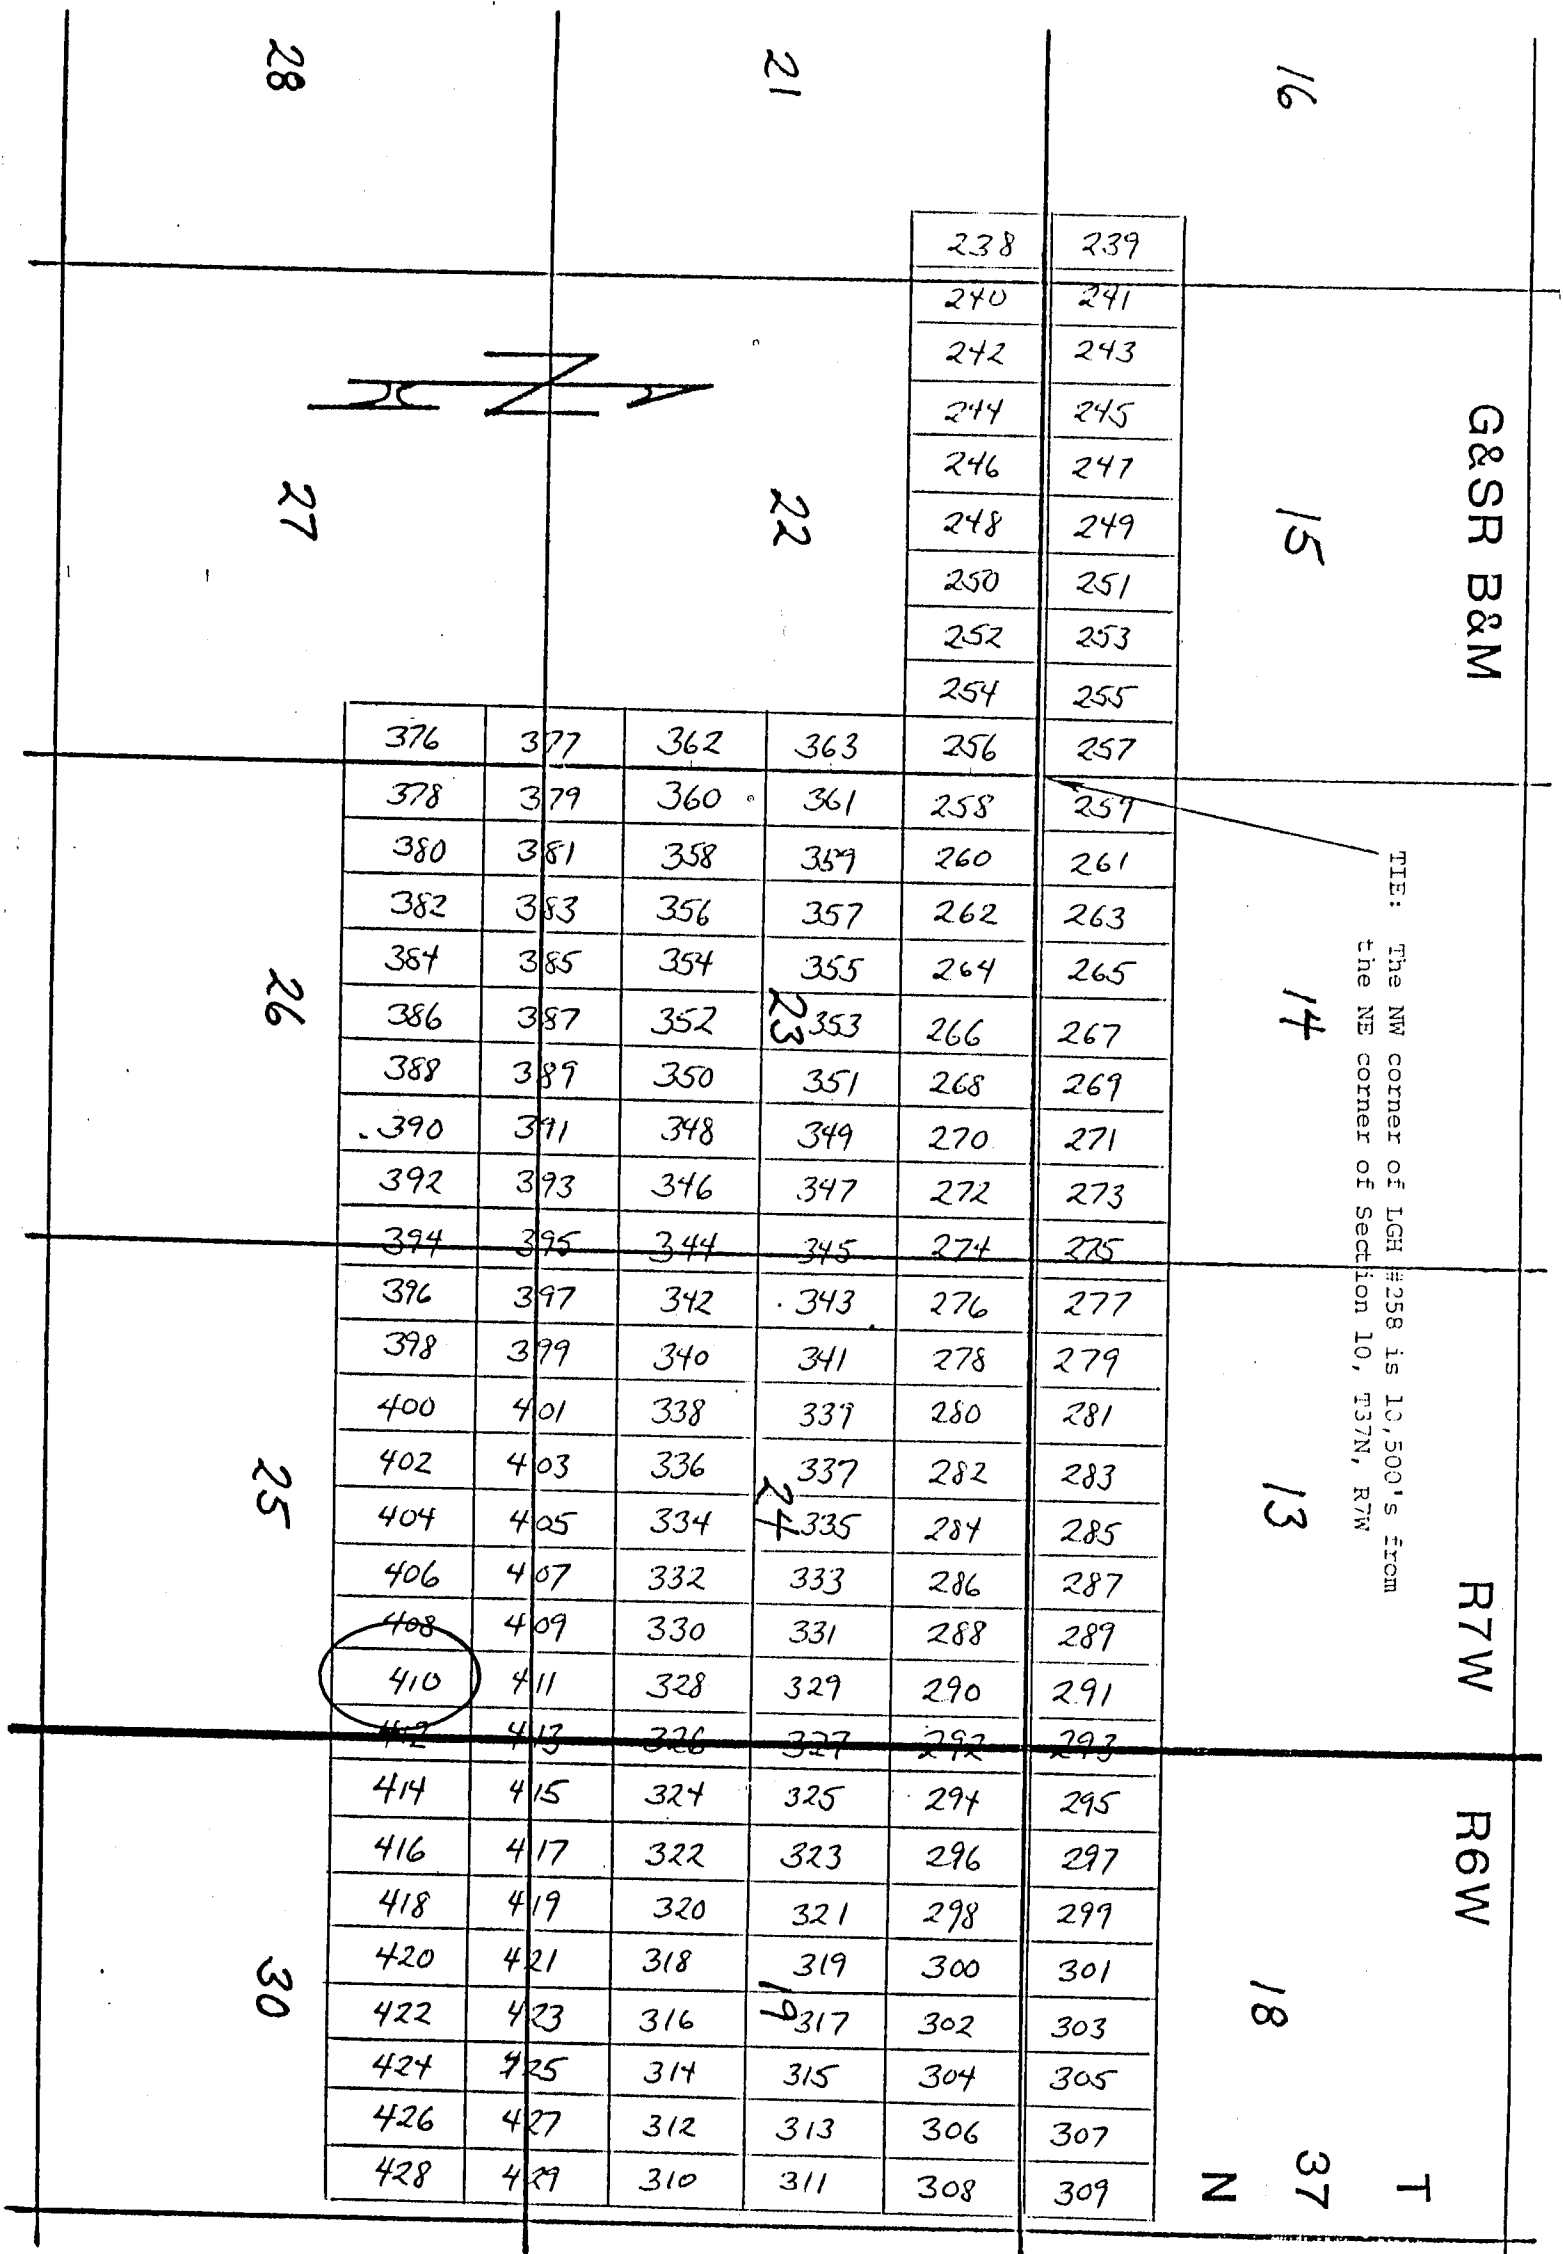 G&SR B&M R7W R6W
T
37
N
TIE: The NW corner of LGH #258 is 10,500's from
the NE corner of Section 10, T37N, R7W
16 15 14 13 18
21 22 23 24 19
28 27 26 25 30
239 241 243 245 247 249 251 253 255 257 259 261 263 265 267 269 271 273 275 277 279 281 283 285 287 289 291 293 295 297 299 301 303 305 307 309
238 240 242 244 246 248 250 252 254 256 258 260 262 264 266 268 270 272 274 276 278 280 282 284 286 288 290 292 294 296 298 300 302 304 306 308
363 361 359 357 355 353 351 349 347 345 343 341 339 337 335 333 331 329 327 325 323 321 319 317 315 313 311
362 360 358 356 354 352 350 348 346 344 342 340 338 336 334 332 330 328 326 324 322 320 318 316 314 312 310
377 379 381 383 385 387 389 391 393 395 397 399 401 403 405 407 409 411 413 415 417 419 421 423 425 427 429
376 378 380 382 384 386 388 390 392 394 396 398 400 402 404 406 408 410 412 414 416 418 420 422 424 426 428
N